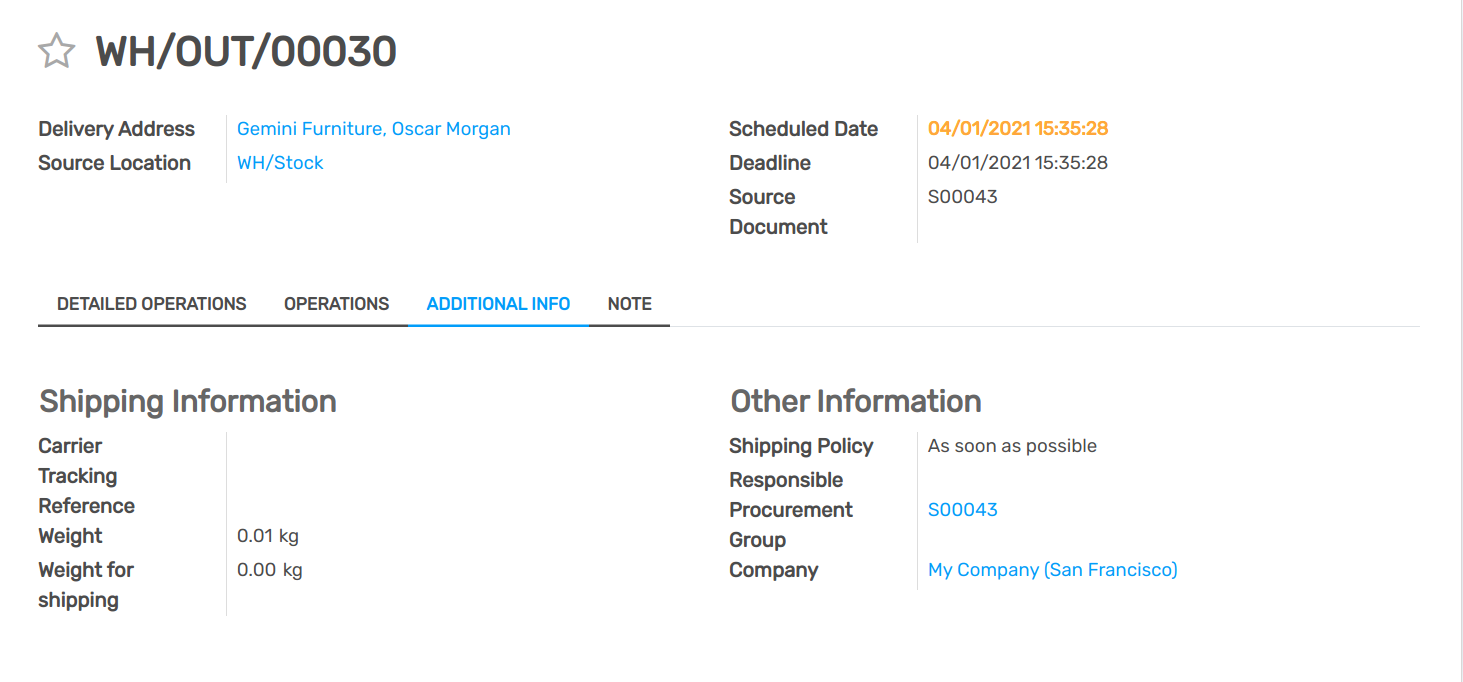 WH/OUT/00030
Delivery Address Gemini Furniture, Oscar Morgan
Source Location WH/Stock
Scheduled Date 04/01/2021 15:35:28
Deadline 04/01/2021 15:35:28
Source S00043
Document
DETAILED OPERATIONS OPERATIONS ADDITIONAL INFO NOTE
Shipping Information
Carrier
Tracking
Reference
Weight 0.01 kg
Weight for 0.00 kg
shipping
Other Information
Shipping Policy As soon as possible
Responsible
Procurement S00043
Group
Company My Company (San Francisco)